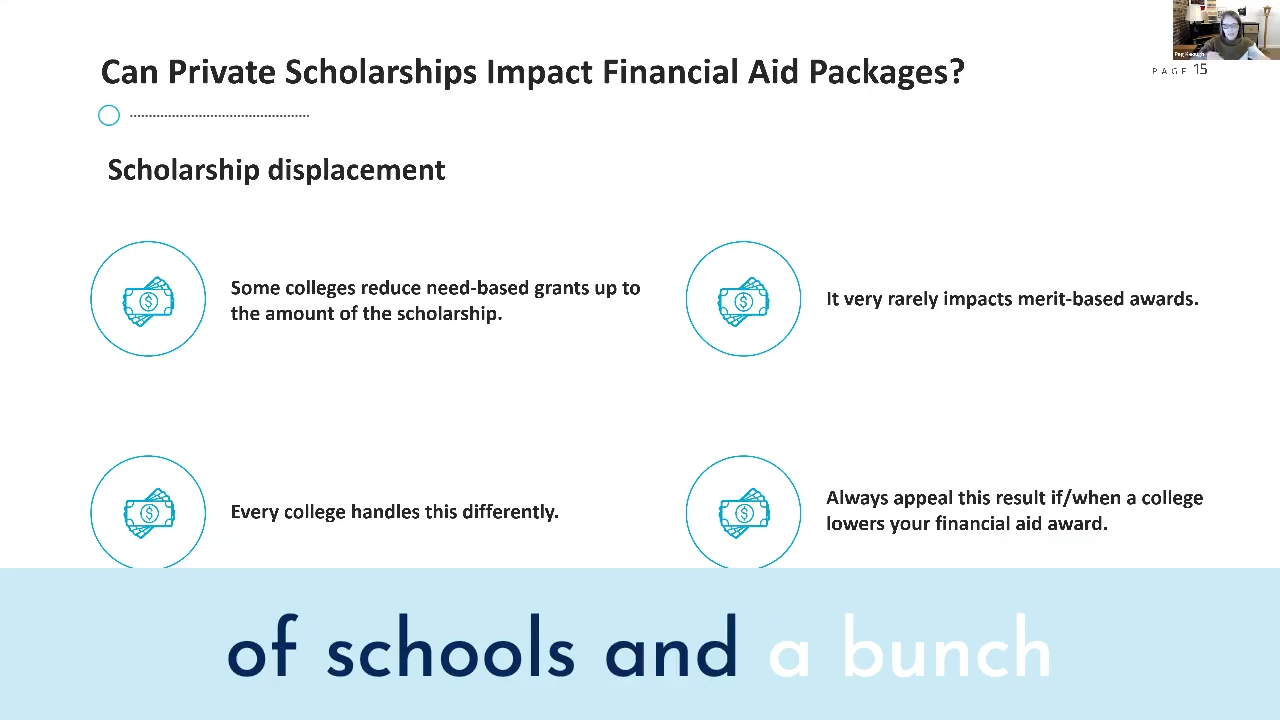 Can Private Scholarships Impact Financial Aid Packages?
PAGE 15
Scholarship displacement
Some colleges reduce need-based grants up to
the amount of the scholarship.
It very rarely impacts merit-based awards.
Every college handles this differently.
Always appeal this result if/when a college
lowers your financial aid award.
of schools and a bunch